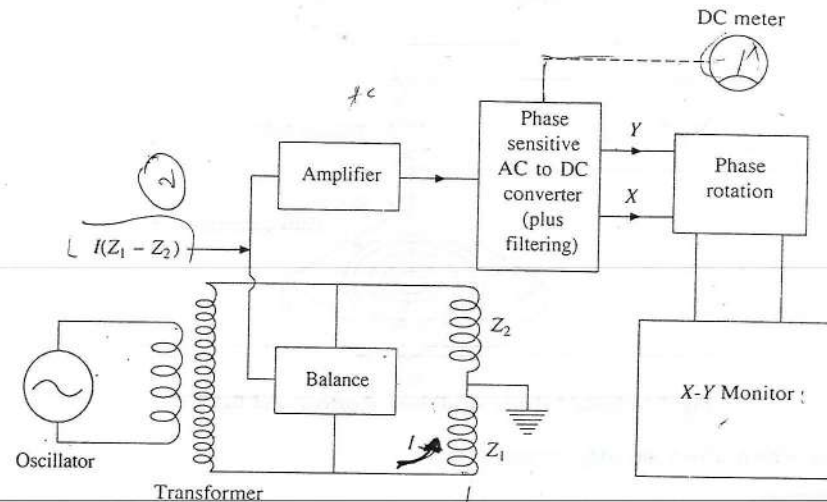 DC meter
Phase
sensitive
AC to DC
converter
(plus
filtering)
Amplifier
Y
X
Phase
rotation
2
I(Z₁ − Z₂)
Z₂
Balance
X-Y Monitor
I
Z₁
Oscillator
Transformer